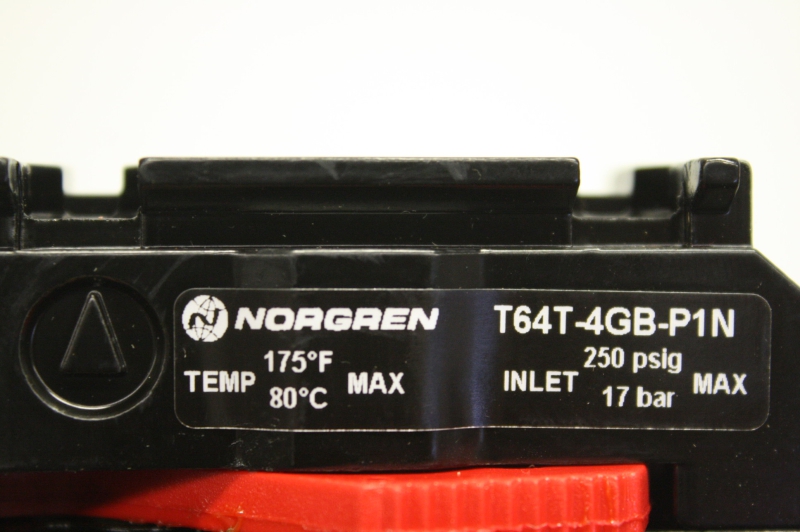 NORGREN T64T-4GB-P1N
175°F 250 psig
TEMP MAX INLET MAX
80°C 17 bar